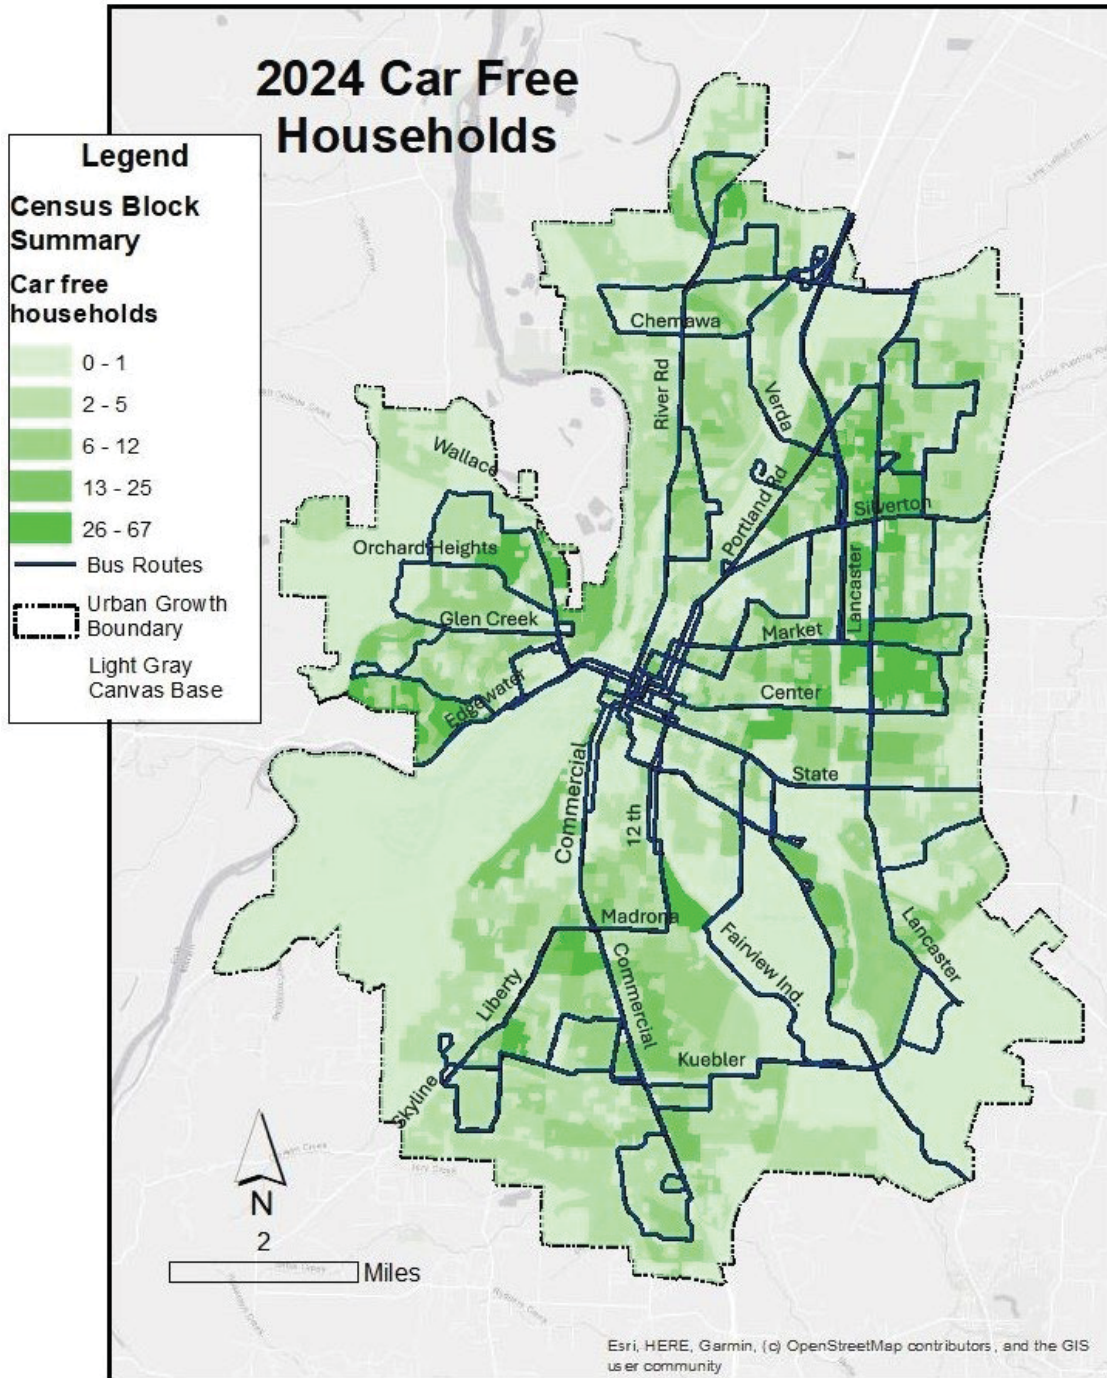 2024 Car Free
Households
Legend
Census Block
Summary
Car free
households
0 - 1
2 - 5
6 - 12
13 - 25
26 - 67
Bus Routes
Urban Growth
Boundary
Light Gray
Canvas Base
Chemawa
River Rd
Verda
Wallace
Portland Rd
Silverton
Orchard Heights
Lancaster
Glen Creek
Market
Edgewater
Center
State
Commercial
12 th
Madrona
Fairview Ind.
Lancaster
Liberty
Commercial
Kuebler
Skyline
N
2
Miles
Esri, HERE, Garmin, (c) OpenStreetMap contributors, and the GIS
user community